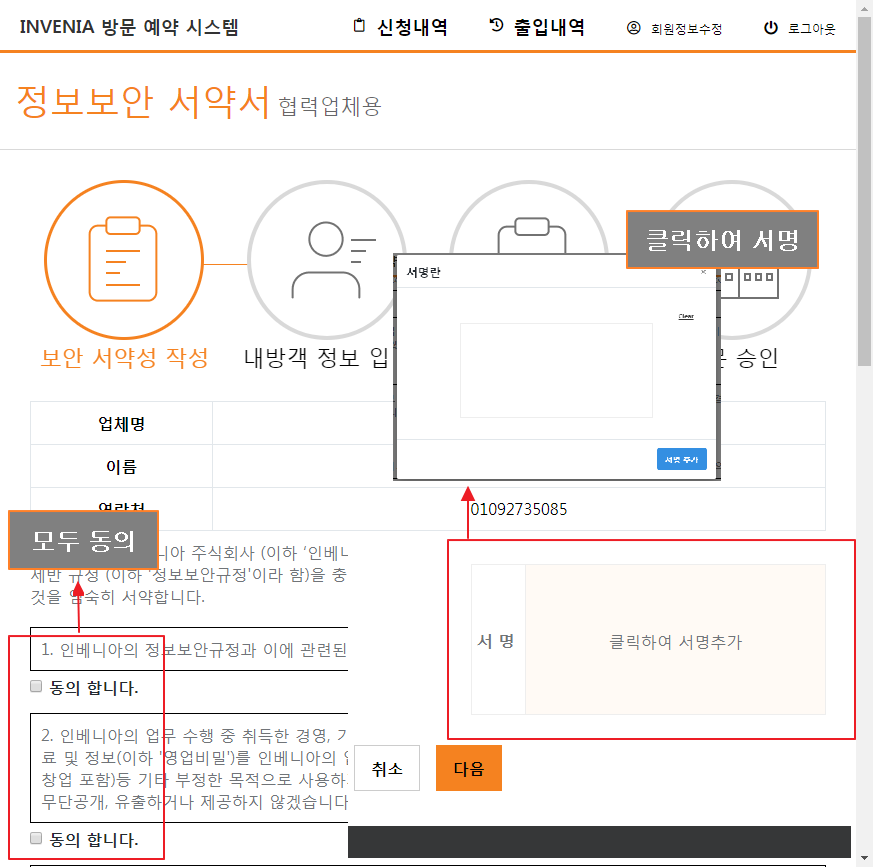 INVENIA 방문 예약 시스템
신청내역
출입내역
회원정보수정
로그아웃
정보보안 서약서 협력업체용
클릭하여 서명
서명란
×
Clear
서명 추가
보안 서약성 작성
내방객 정보 입
문 승인
업체명
이름
연락처
01092735085
모두 동의
니아 주식회사 (이하 ‘인베니
제반 규정 (이하 '정보보안규정'이라 함)을 충
것을 엄숙히 서약합니다.
1. 인베니아의 정보보안규정과 이에 관련된
동의 합니다.
2. 인베니아의 업무 수행 중 취득한 경영, 기
료 및 정보(이하 '영업비밀')를 인베니아의 
창업 포함)등 기타 부정한 목적으로 사용하
무단공개, 유출하거나 제공하지 않겠습니다
동의 합니다.
서 명
클릭하여 서명추가
취소
다음